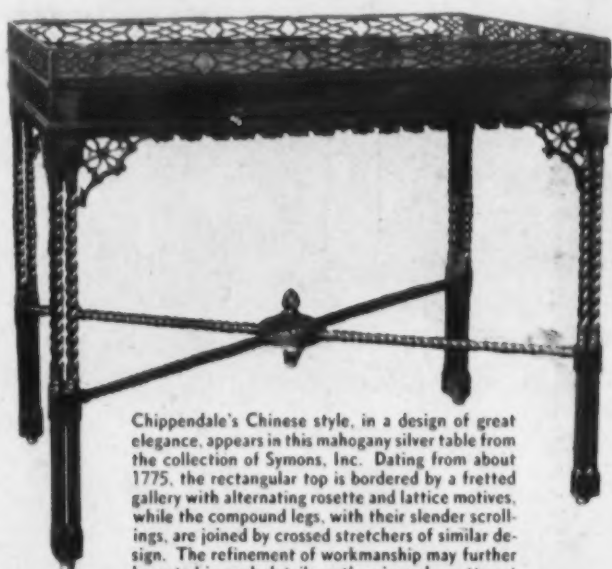 Chippendale's Chinese style, in a design of great
elegance, appears in this mahogany silver table from
the collection of Symons, Inc. Dating from about
1775, the rectangular top is bordered by a fretted
gallery with alternating rosette and lattice motives,
while the compound legs, with their slender scroll-
ings, are joined by crossed stretchers of similar de-
sign. The refinement of workmanship may further